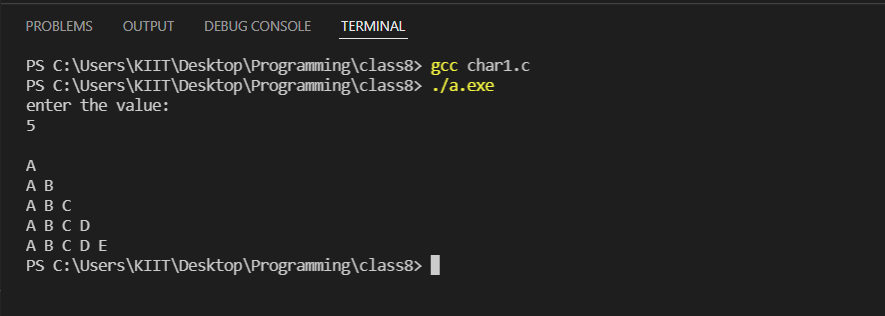 PROBLEMS OUTPUT DEBUG CONSOLE TERMINAL
PS C:\Users\KIIT\Desktop\Programming\class8> gcc char1.c
PS C:\Users\KIIT\Desktop\Programming\class8> ./a.exe
enter the value:
5
A
A B
A B C
A B C D
A B C D E
PS C:\Users\KIIT\Desktop\Programming\class8>